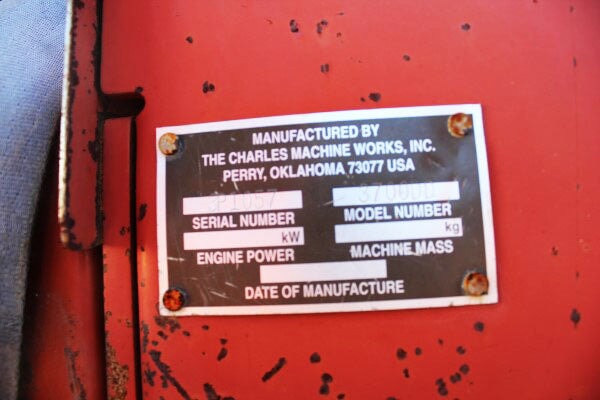 MANUFACTURED BY
THE CHARLES MACHINE WORKS, INC.
PERRY, OKLAHOMA 73077 USA
3P1057
SERIAL NUMBER MODEL NUMBER
kW kg
ENGINE POWER MACHINE MASS
DATE OF MANUFACTURE